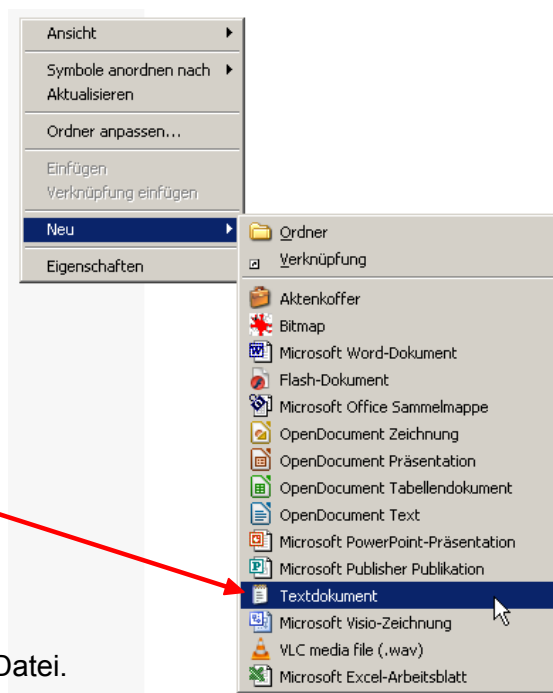 Ansicht
Symbole anordnen nach
Aktualisieren
Ordner anpassen...
Einfügen
Verknüpfung einfügen
Neu
Eigenschaften
Ordner
Verknüpfung
Aktenkoffer
Bitmap
Microsoft Word-Dokument
Flash-Dokument
Microsoft Office Sammelmappe
OpenDocument Zeichnung
OpenDocument Präsentation
OpenDocument Tabellendokument
OpenDocument Text
Microsoft PowerPoint-Präsentation
Microsoft Publisher Publikation
Textdokument
Microsoft Visio-Zeichnung
VLC media file (.wav)
Microsoft Excel-Arbeitsblatt
Datei.